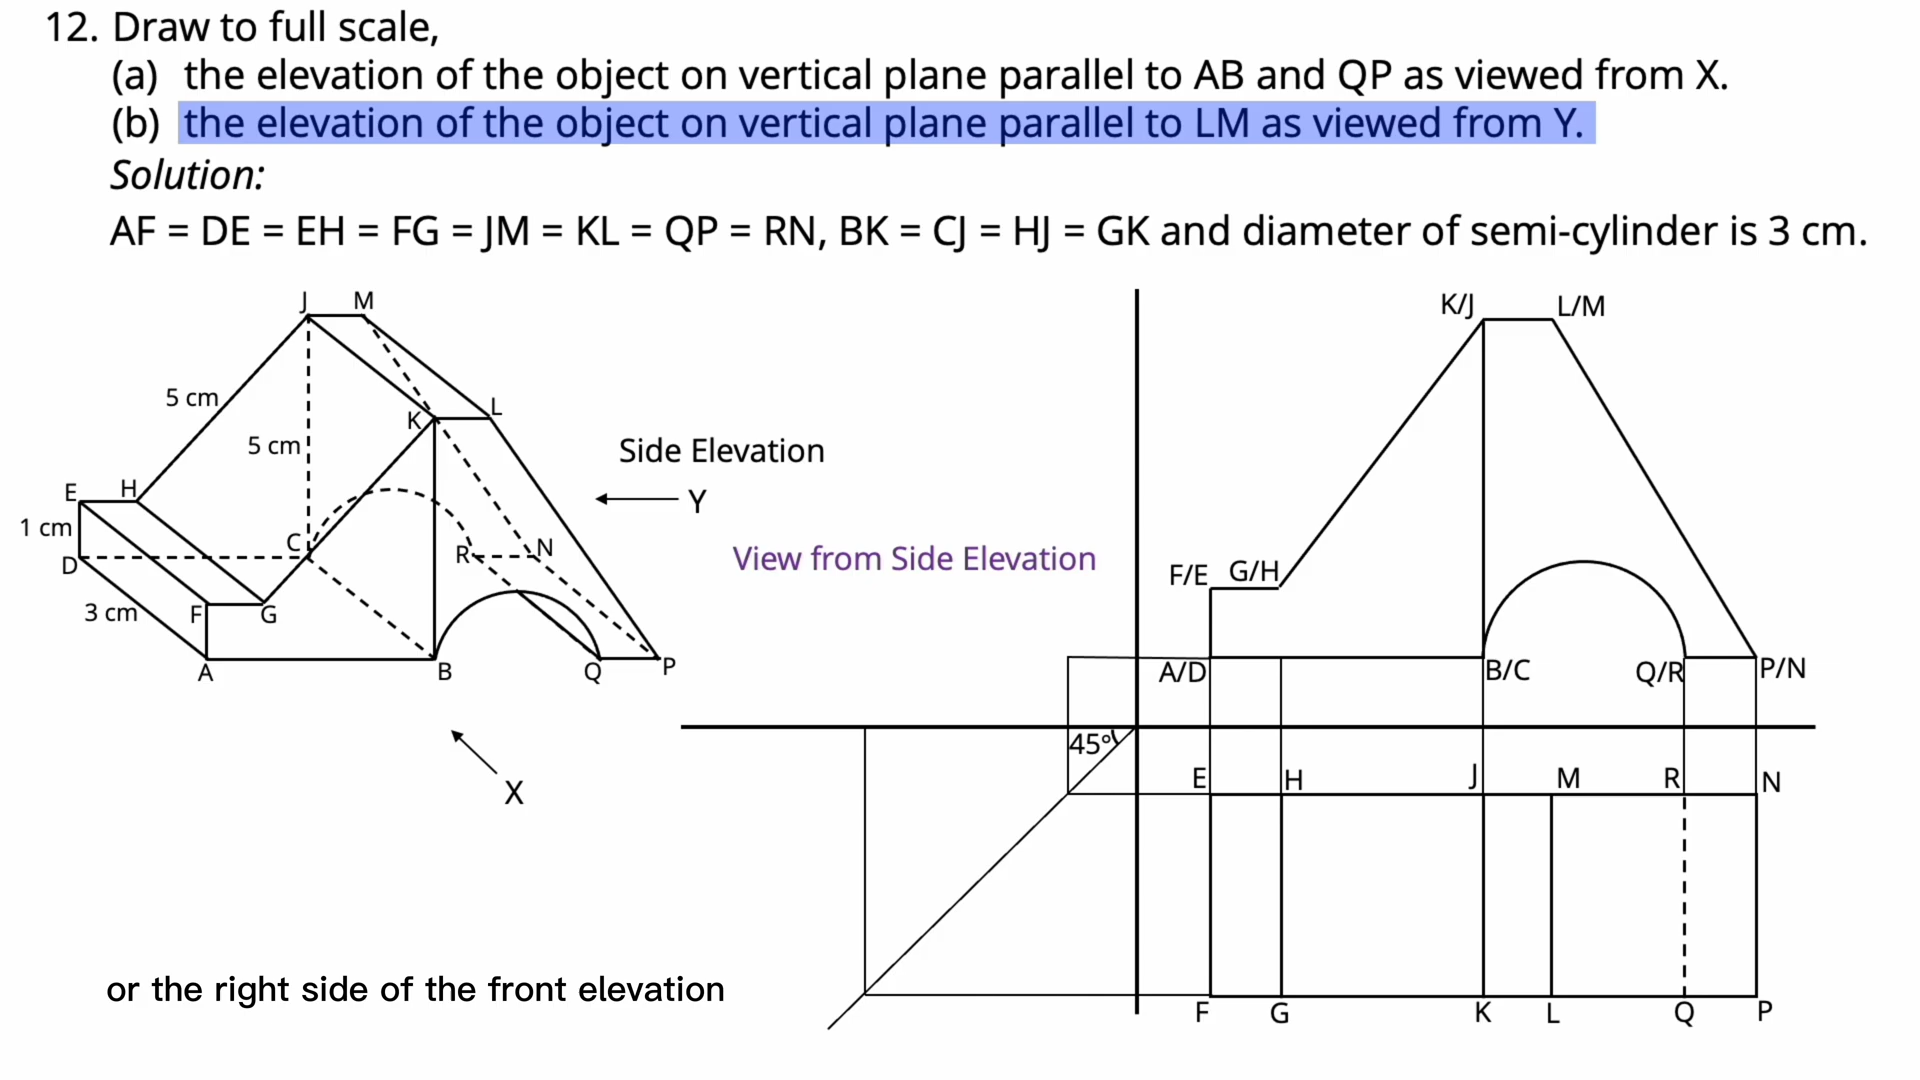 12. Draw to full scale,
(a) the elevation of the object on vertical plane parallel to AB and QP as viewed from X.
(b) the elevation of the object on vertical plane parallel to LM as viewed from Y.
Solution:
AF = DE = EH = FG = JM = KL = QP = RN, BK = CJ = HJ = GK and diameter of semi-cylinder is 3 cm.
J M
K/J L/M
5 cm
K L
5 cm
Side Elevation
E H
Y
1 cm
C
R N
D
View from Side Elevation
F/E G/H
3 cm
F G
A B Q P
A/D B/C Q/R P/N
45°
X
E H J M R N
or the right side of the front elevation
F G K L Q P